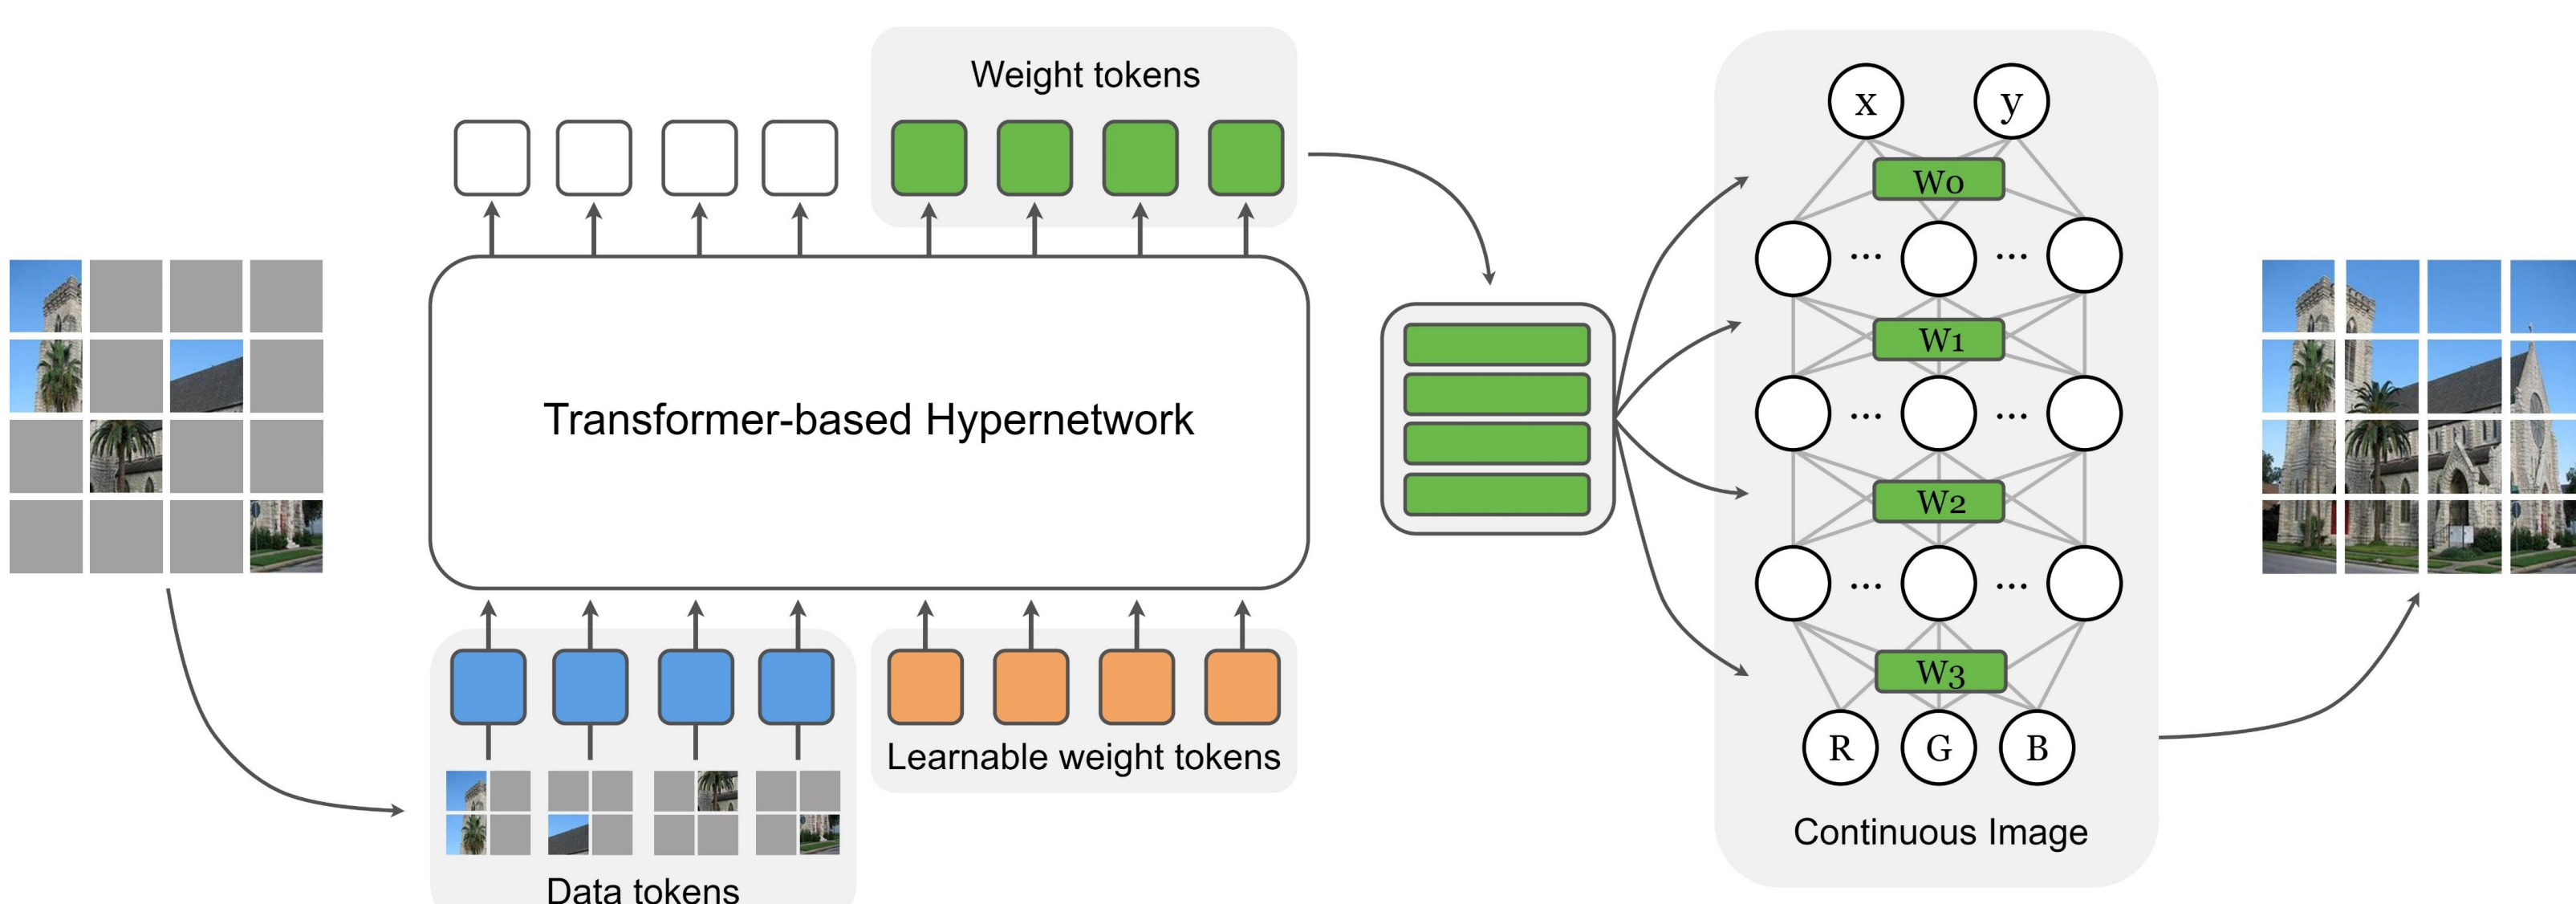 Weight tokens
Transformer-based Hypernetwork
Learnable weight tokens
Data tokens
x y
W0
... ...
W1
... ...
W2
... ...
W3
R G B
Continuous Image